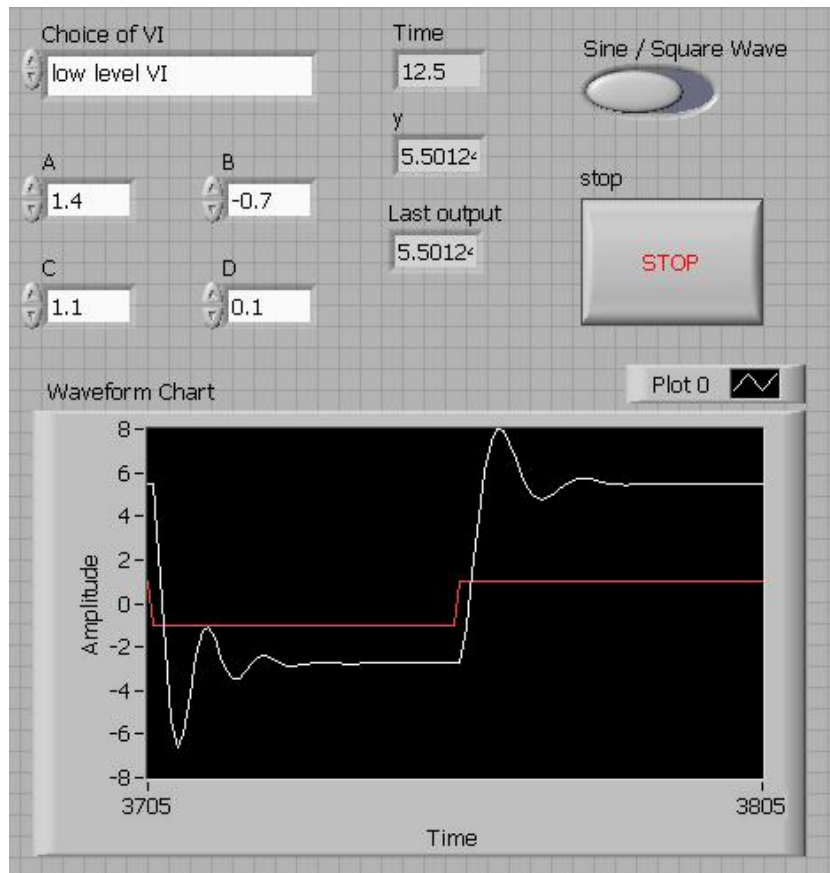 Choice of VI
low level VI
Time
12.5
Sine / Square Wave
y
5.50124
A
1.4
B
-0.7
stop
STOP
Last output
5.50124
C
1.1
D
0.1
Waveform Chart
Plot 0
8
6
4
2
0
-2
-4
-6
-8
Amplitude
3705
3805
Time